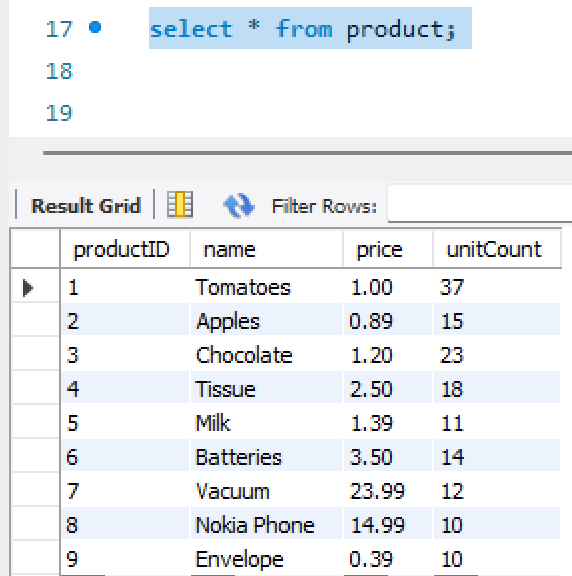 17 select * from product;
18
19
Result Grid Filter Rows:
productID name price unitCount
1 Tomatoes 1.00 37
2 Apples 0.89 15
3 Chocolate 1.20 23
4 Tissue 2.50 18
5 Milk 1.39 11
6 Batteries 3.50 14
7 Vacuum 23.99 12
8 Nokia Phone 14.99 10
9 Envelope 0.39 10